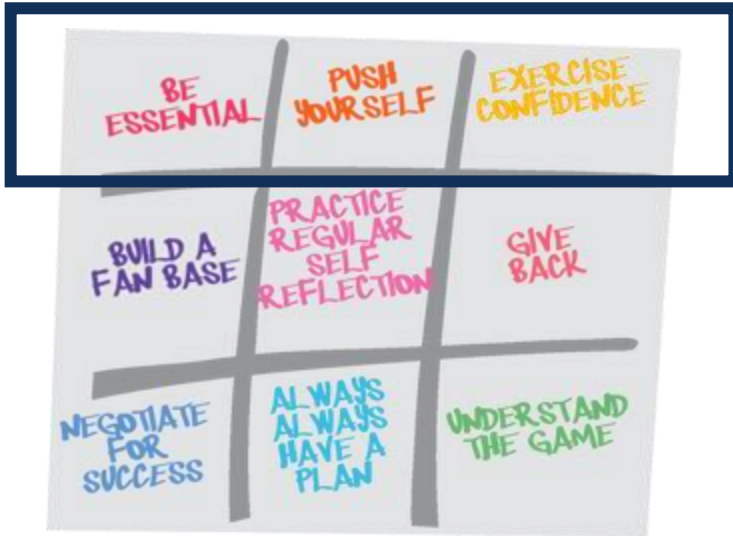 BE
ESSENTIAL
PUSH
YOURSELF
EXERCISE
CONFIDENCE
BUILD A
FAN BASE
PRACTICE
REGULAR
SELF
REFLECTION
GIVE
BACK
NEGOTIATE
FOR
SUCCESS
ALWAYS
ALWAYS
HAVE A
PLAN
UNDERSTAND
THE GAME